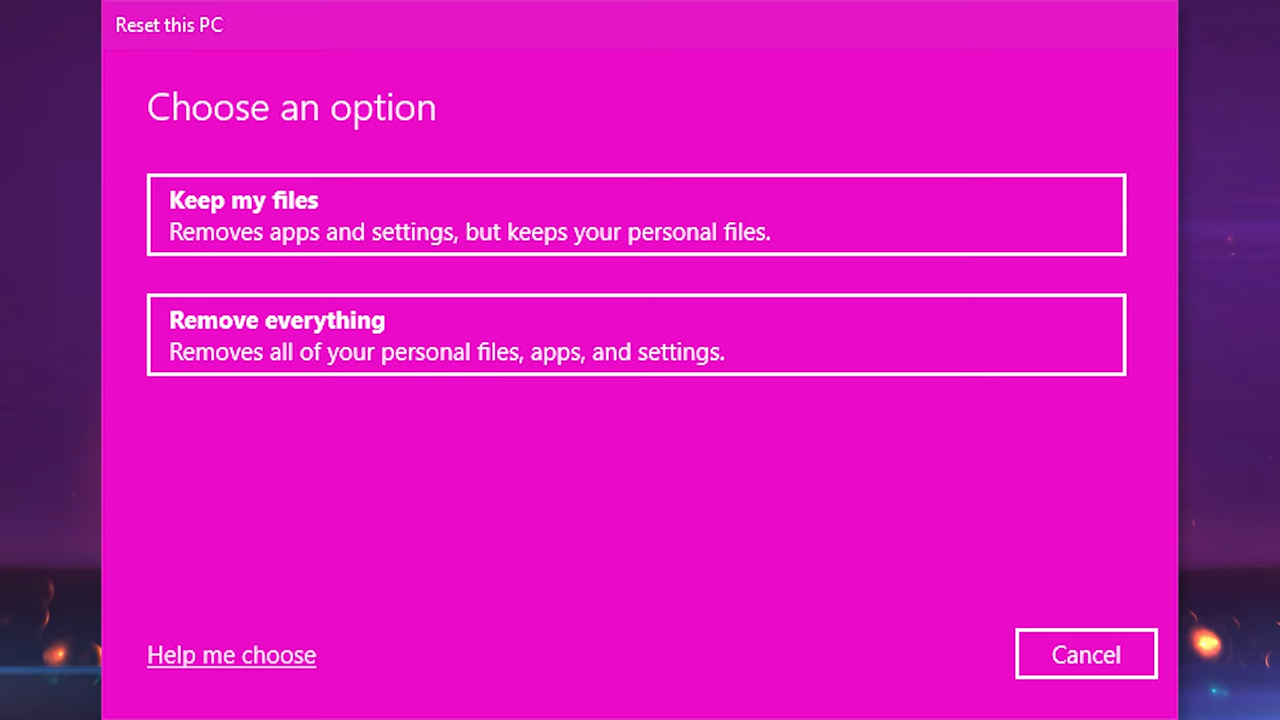 Reset this PC
Choose an option
Keep my files
Removes apps and settings, but keeps your personal files.
Remove everything
Removes all of your personal files, apps, and settings.
Help me choose
Cancel